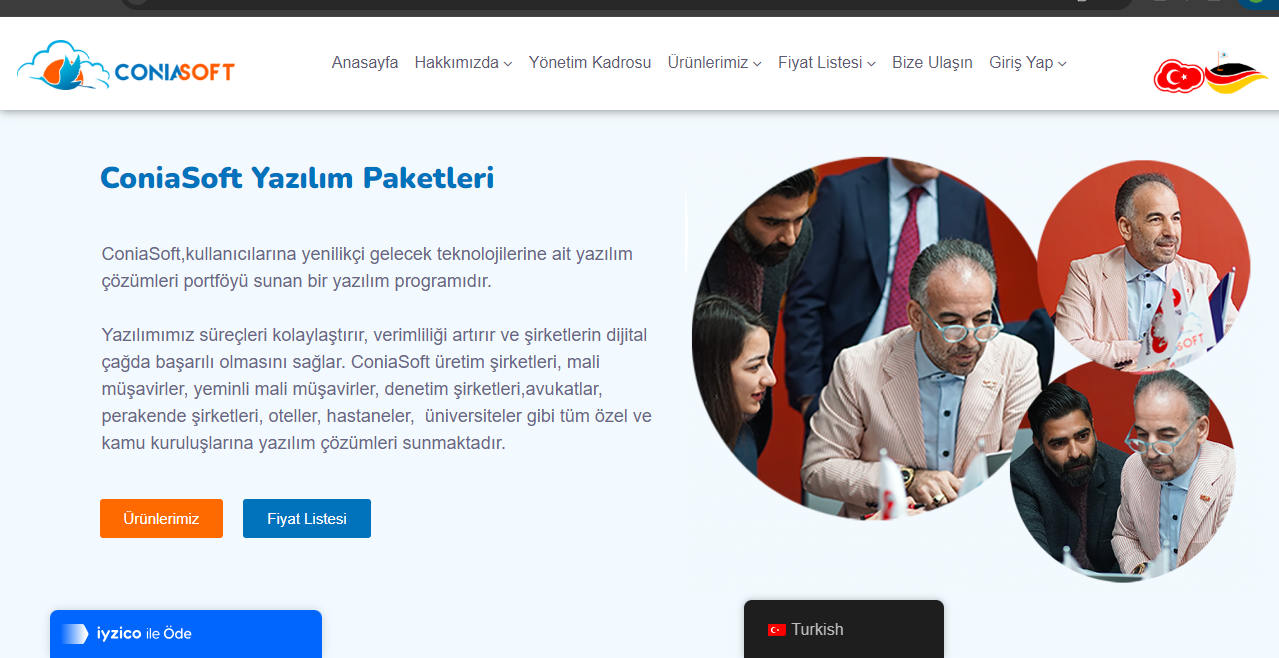 CONIASOFT
Anasayfa Hakkımızda Yönetim Kadrosu Ürünlerimiz Fiyat Listesi Bize Ulaşın Giriş Yap
ConiaSoft Yazılım Paketleri
ConiaSoft,kullanıcılarına yenilikçi gelecek teknolojilerine ait yazılım
çözümleri portföyü sunan bir yazılım programıdır.
Yazılımımız süreçleri kolaylaştırır, verimliliği artırır ve şirketlerin dijital
çağda başarılı olmasını sağlar. ConiaSoft üretim şirketleri, mali
müşavirler, yeminli mali müşavirler, denetim şirketleri,avukatlar,
perakende şirketleri, oteller, hastaneler,  üniversiteler gibi tüm özel ve
kamu kuruluşlarına yazılım çözümleri sunmaktadır.
Ürünlerimiz Fiyat Listesi
iyzico ile Öde
Turkish